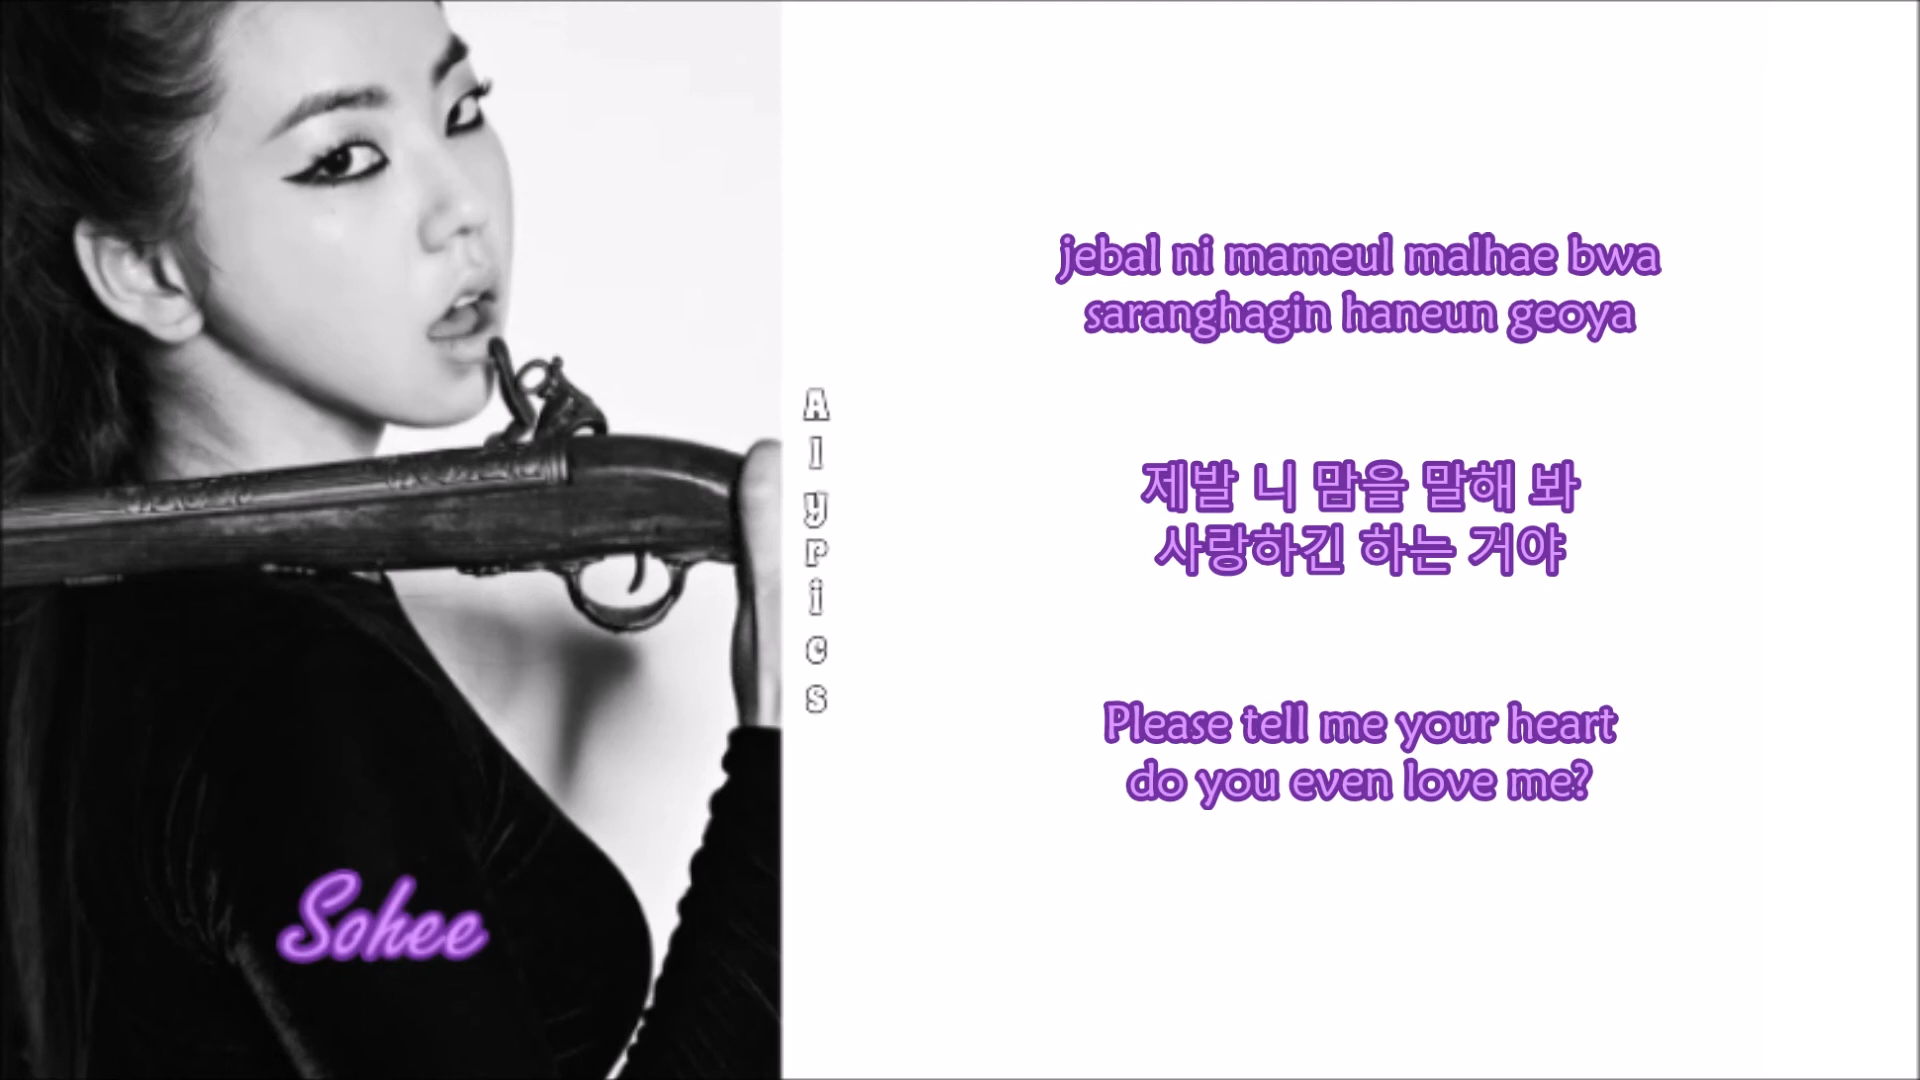 jebal ni mameul malhae bwa
saranghagin haneun geoya
제발 니 맘을 말해 봐
사랑하긴 하는 거야
Please tell me your heart
do you even love me?
Alypics
Sohee